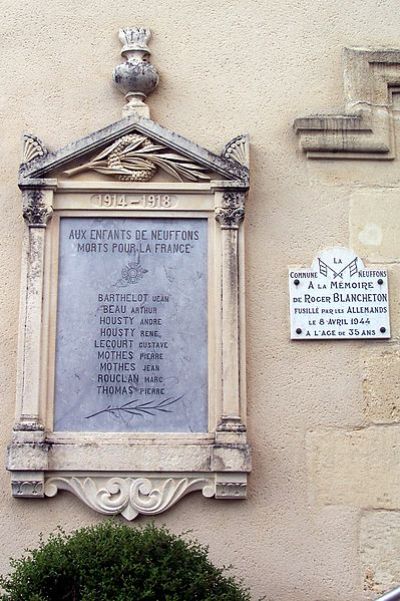 1914-1918
AUX ENFANTS DE NEUFFONS
MORTS POUR LA FRANCE
BARTHELOT JEAN
BEAU ARTHUR
HOUSTY ANDRE
HOUSTY RENE
LECOURT GUSTAVE
MOTHES PIERRE
MOTHES JEAN
ROUCLAN MARC
THOMAS PIERRE
LA
COMMUNE DE NEUFFONS
A LA MÉMOIRE
DE ROGER BLANCHETON
FUSILLÉ PAR LES ALLEMANDS
LE 8 AVRIL 1944
A L'AGE DE 35 ANS